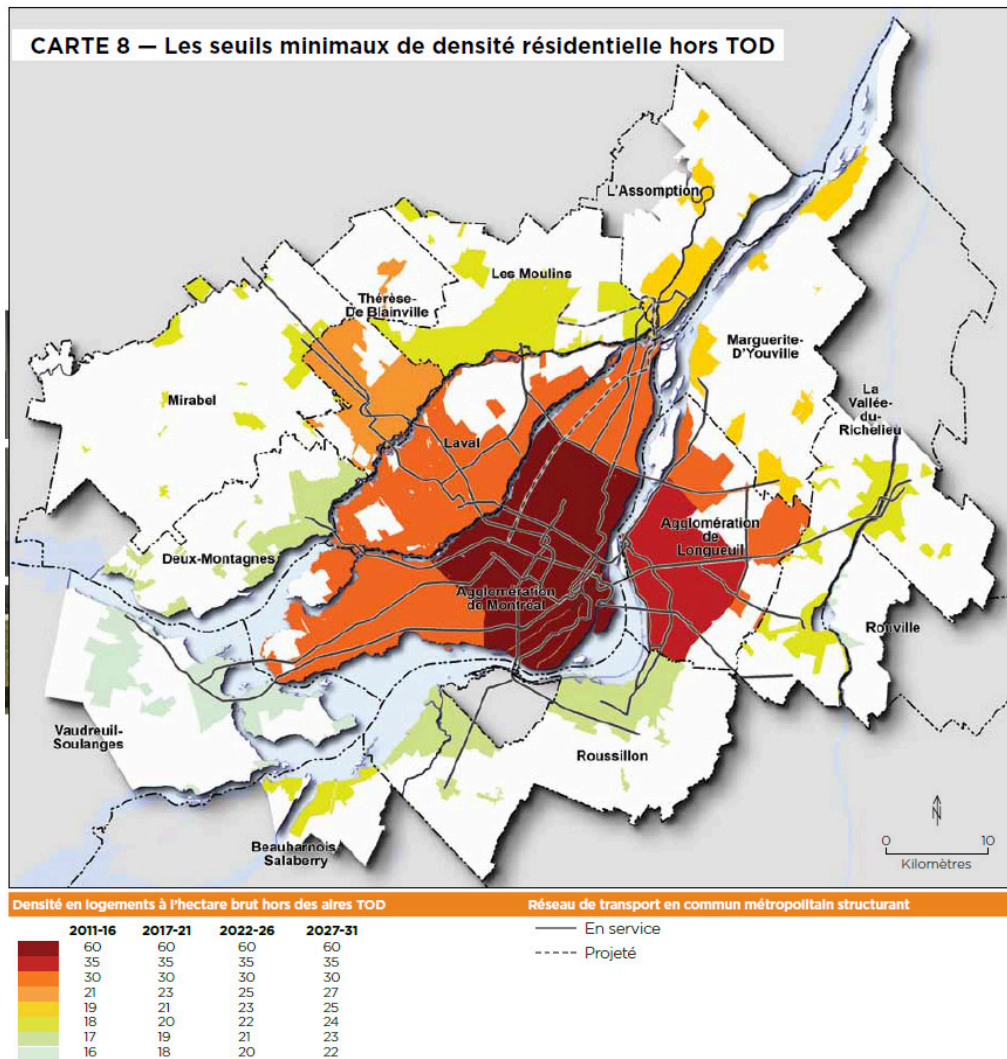 CARTE 8 — Les seuils minimaux de densité résidentielle hors TOD
L'Assomption
Les Moulins
Thérèse-
De Blainville
Marguerite-
D'Youville
Mirabel
La
Vallée-
du-
Richelieu
Laval
Agglomération
de
Longueuil
Deux-Montagnes
Agglomération
de Montréal
Rouville
Vaudreuil-
Soulanges
Roussillon
Beauharnois
Salaberry
N
0 10
Kilomètres
Densité en logements à l'hectare brut hors des aires TOD
2011-16 2017-21 2022-26 2027-31
60 60 60 60
35 35 35 35
30 30 30 30
21 23 25 27
19 21 23 25
18 20 22 24
17 19 21 23
16 18 20 22
Réseau de transport en commun métropolitain structurant
En service
Projeté